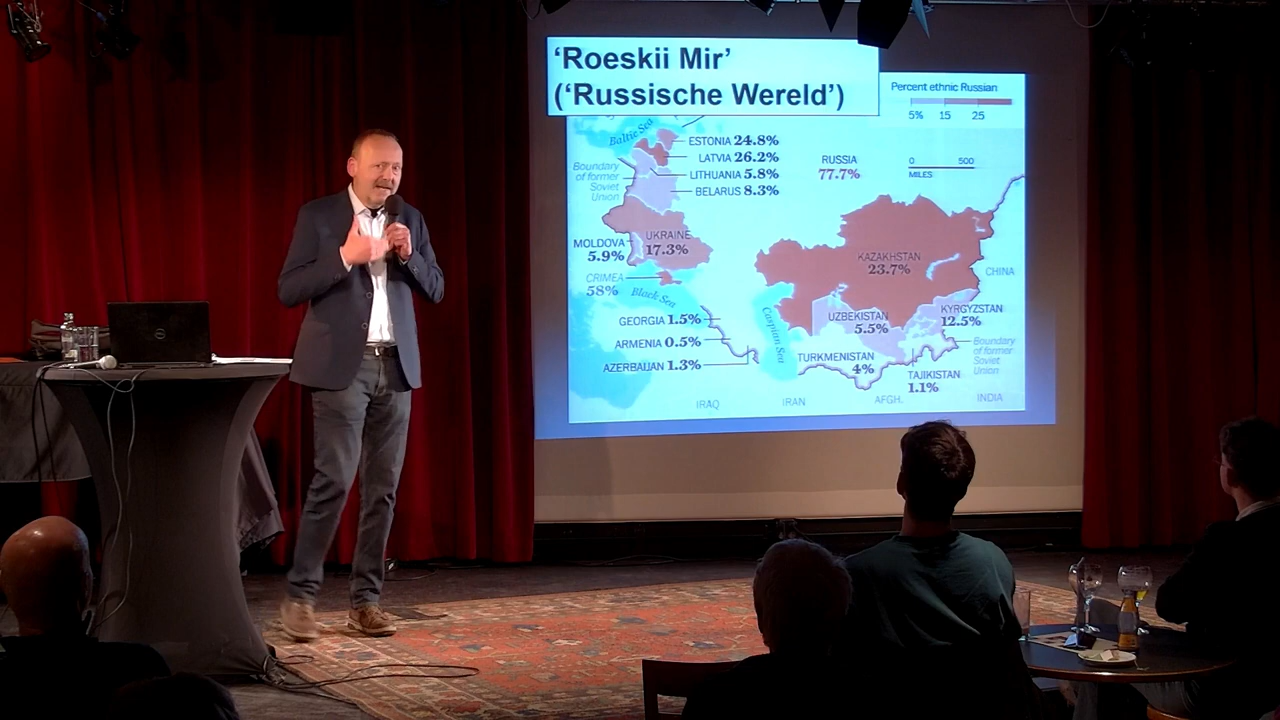 ‘Roeskii Mir’
(‘Russische Wereld’)
Percent ethnic Russian
5% 15 25
Baltic Sea
ESTONIA 24.8%
LATVIA 26.2%
LITHUANIA 5.8%
BELARUS 8.3%
RUSSIA
77.7%
0 500
MILES
Boundary
of former
Soviet
Union
UKRAINE
17.3%
MOLDOVA
5.9%
CRIMEA
58%
Black Sea
KAZAKHSTAN
23.7%
CHINA
GEORGIA 1.5%
ARMENIA 0.5%
AZERBAIJAN 1.3%
Caspian Sea
UZBEKISTAN
5.5%
KYRGYZSTAN
12.5%
TURKMENISTAN
4%
TAJIKISTAN
1.1%
Boundary
of former
Soviet
Union
IRAQ
IRAN
AFGH.
INDIA